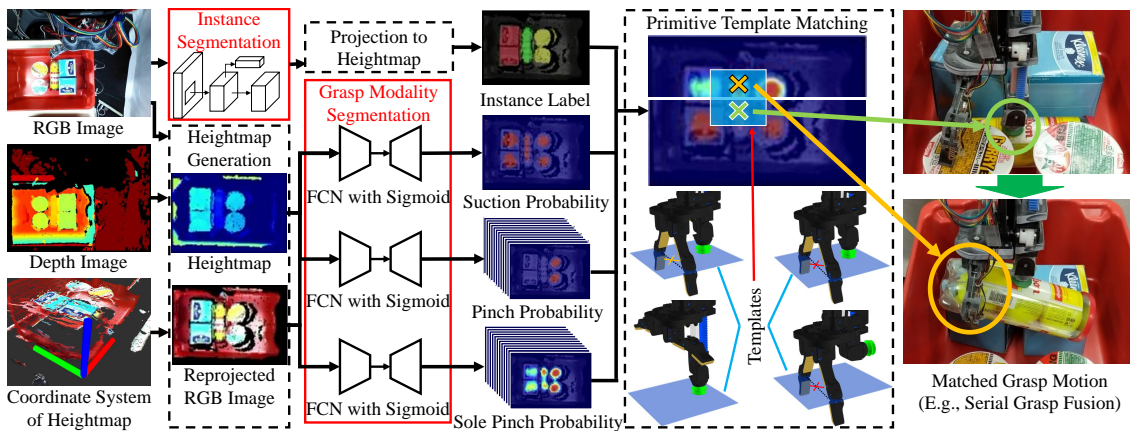 RGB Image
Depth Image
Coordinate System
of Heightmap
Instance
Segmentation
Heightmap
Generation
Heightmap
Reprojected
RGB Image
Projection to
Heightmap
Grasp Modality
Segmentation
FCN with Sigmoid
FCN with Sigmoid
FCN with Sigmoid
Instance Label
Suction Probability
Pinch Probability
Sole Pinch Probability
Primitive Template Matching
Templates
Kleenex
Matched Grasp Motion
(E.g., Serial Grasp Fusion)